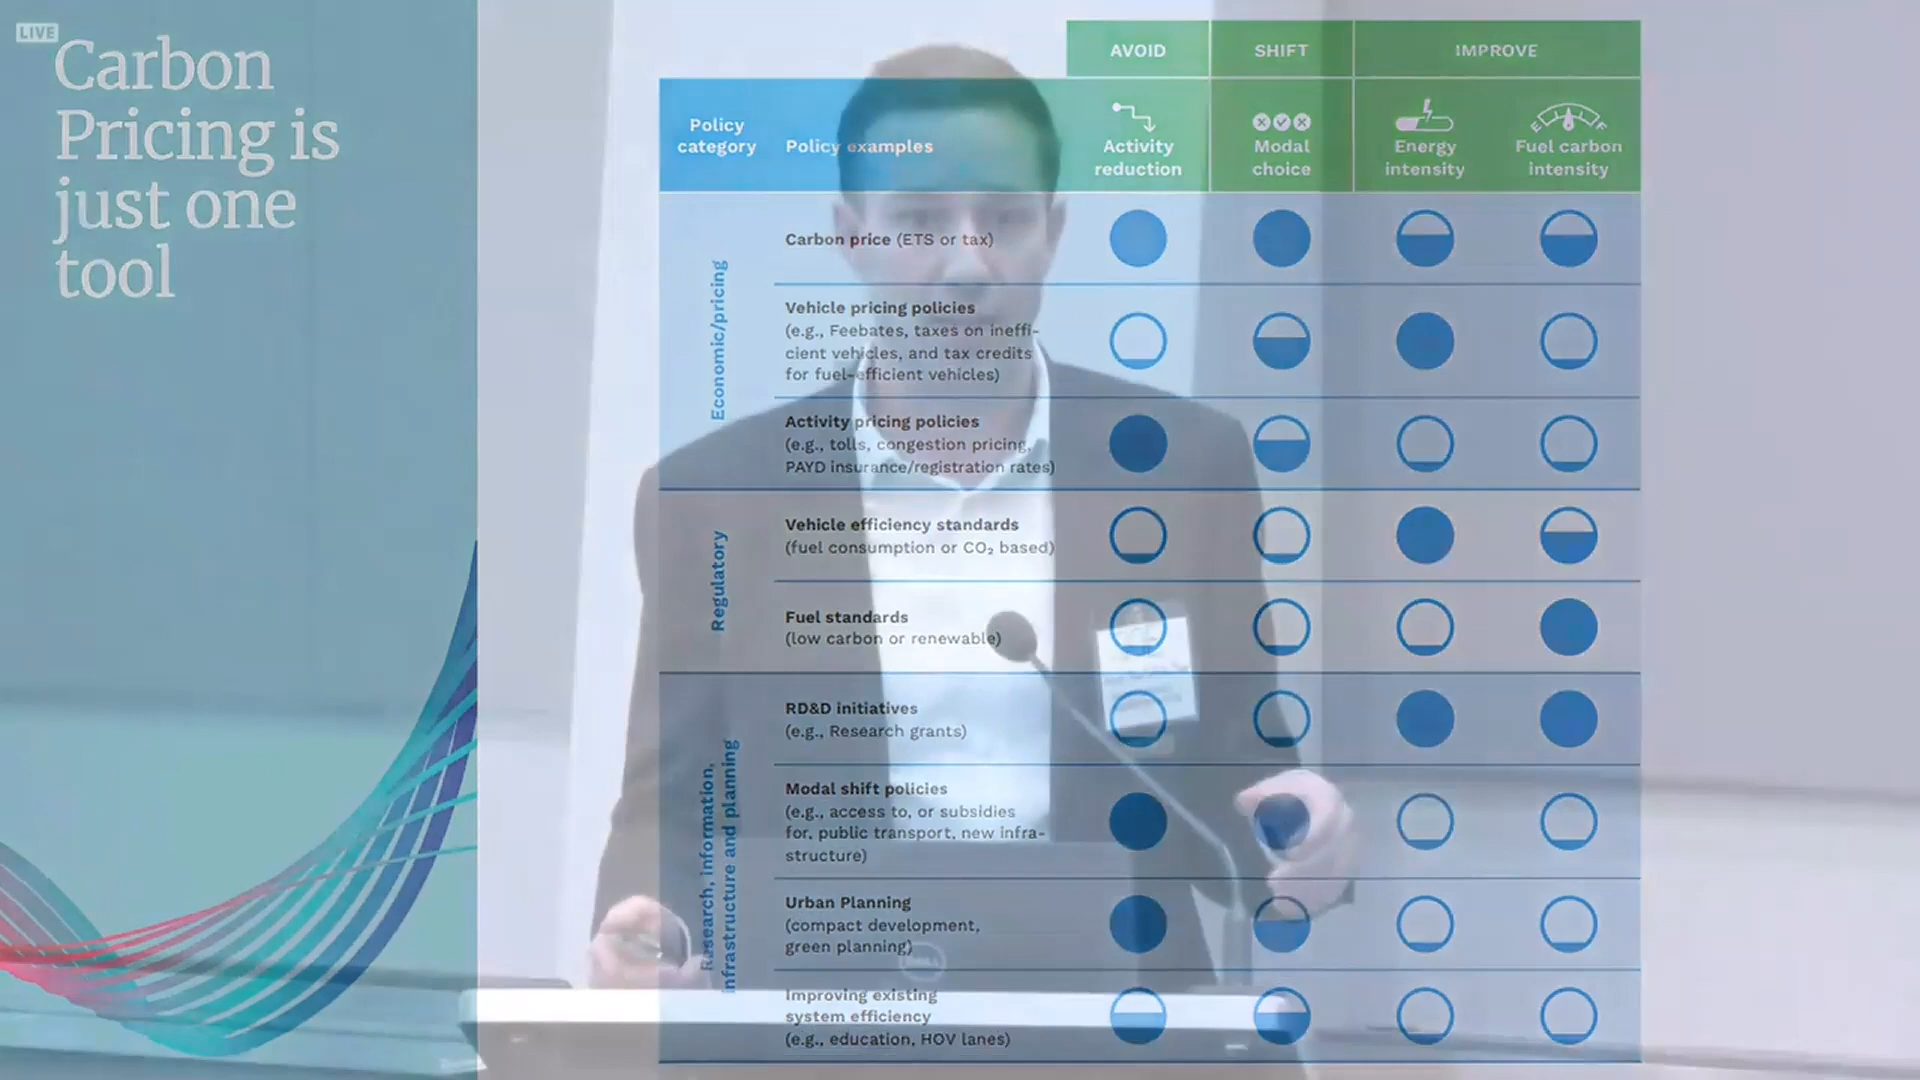 LIVE
Carbon
Pricing is
just one
tool
AVOID
SHIFT
IMPROVE
Policy
category
Policy examples
Activity
reduction
Modal
choice
Energy
intensity
E
F
Fuel carbon
intensity
Economic/pricing
Carbon price (ETS or tax)
Vehicle pricing policies
(e.g., Feebates, taxes on ineffi-
cient vehicles, and tax credits
for fuel-efficient vehicles)
Activity pricing policies
(e.g., tolls, congestion pricing,
PAYD insurance/registration rates)
Regulatory
Vehicle efficiency standards
(fuel consumption or CO₂ based)
Fuel standards
(low carbon or renewable)
Research, information,
infrastructure and planning
RD&D initiatives
(e.g., Research grants)
Modal shift policies
(e.g., access to, or subsidies
for, public transport, new infra-
structure)
Urban Planning
(compact development,
green planning)
DELL
Improving existing
system efficiency
(e.g., education, HOV lanes)